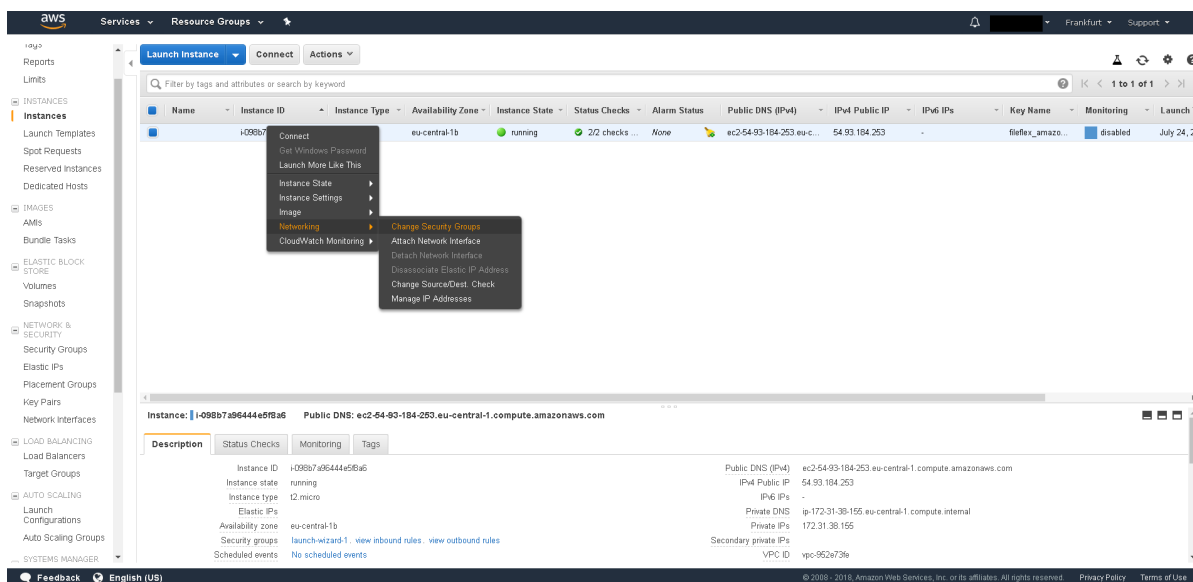 aws
Services
Resource Groups
Frankfurt
Support
Tags
Reports
Limits
INSTANCES
Instances
Launch Templates
Spot Requests
Reserved Instances
Dedicated Hosts
IMAGES
AMIs
Bundle Tasks
ELASTIC BLOCK
STORE
Volumes
Snapshots
NETWORK &
SECURITY
Security Groups
Elastic IPs
Placement Groups
Key Pairs
Network Interfaces
LOAD BALANCING
Load Balancers
Target Groups
AUTO SCALING
Launch
Configurations
Auto Scaling Groups
SYSTEMS MANAGER
Launch Instance
Connect
Actions
Filter by tags and attributes or search by keyword
1 to 1 of 1
Name
Instance ID
Instance Type
Availability Zone
Instance State
Status Checks
Alarm Status
Public DNS (IPv4)
IPv4 Public IP
IPv6 IPs
Key Name
Monitoring
Launch
i-098b7
eu-central-1b
running
2/2 checks ...
None
ec2-54-93-184-253.eu-c...
54.93.184.253
-
fileflex_amazo...
disabled
July 24, 2
Connect
Get Windows Password
Launch More Like This
Instance State
Instance Settings
Image
Networking
CloudWatch Monitoring
Change Security Groups
Attach Network Interface
Detach Network Interface
Disassociate Elastic IP Address
Change Source/Dest. Check
Manage IP Addresses
Instance: i-098b7a96444e5f8a6 Public DNS: ec2-54-93-184-253.eu-central-1.compute.amazonaws.com
Description
Status Checks
Monitoring
Tags
Instance ID i-098b7a96444e5f8a6
Instance state running
Instance type t2.micro
Elastic IPs
Availability zone eu-central-1b
Security groups launch-wizard-1. view inbound rules. view outbound rules
Scheduled events No scheduled events
Public DNS (IPv4) ec2-54-93-184-253.eu-central-1.compute.amazonaws.com
IPv4 Public IP 54.93.184.253
IPv6 IPs -
Private DNS ip-172-31-38-155.eu-central-1.compute.internal
Private IPs 172.31.38.155
Secondary private IPs
VPC ID vpc-952e73fe
Feedback
English (US)
© 2008 - 2018, Amazon Web Services, Inc. or its affiliates. All rights reserved.
Privacy Policy
Terms of Use